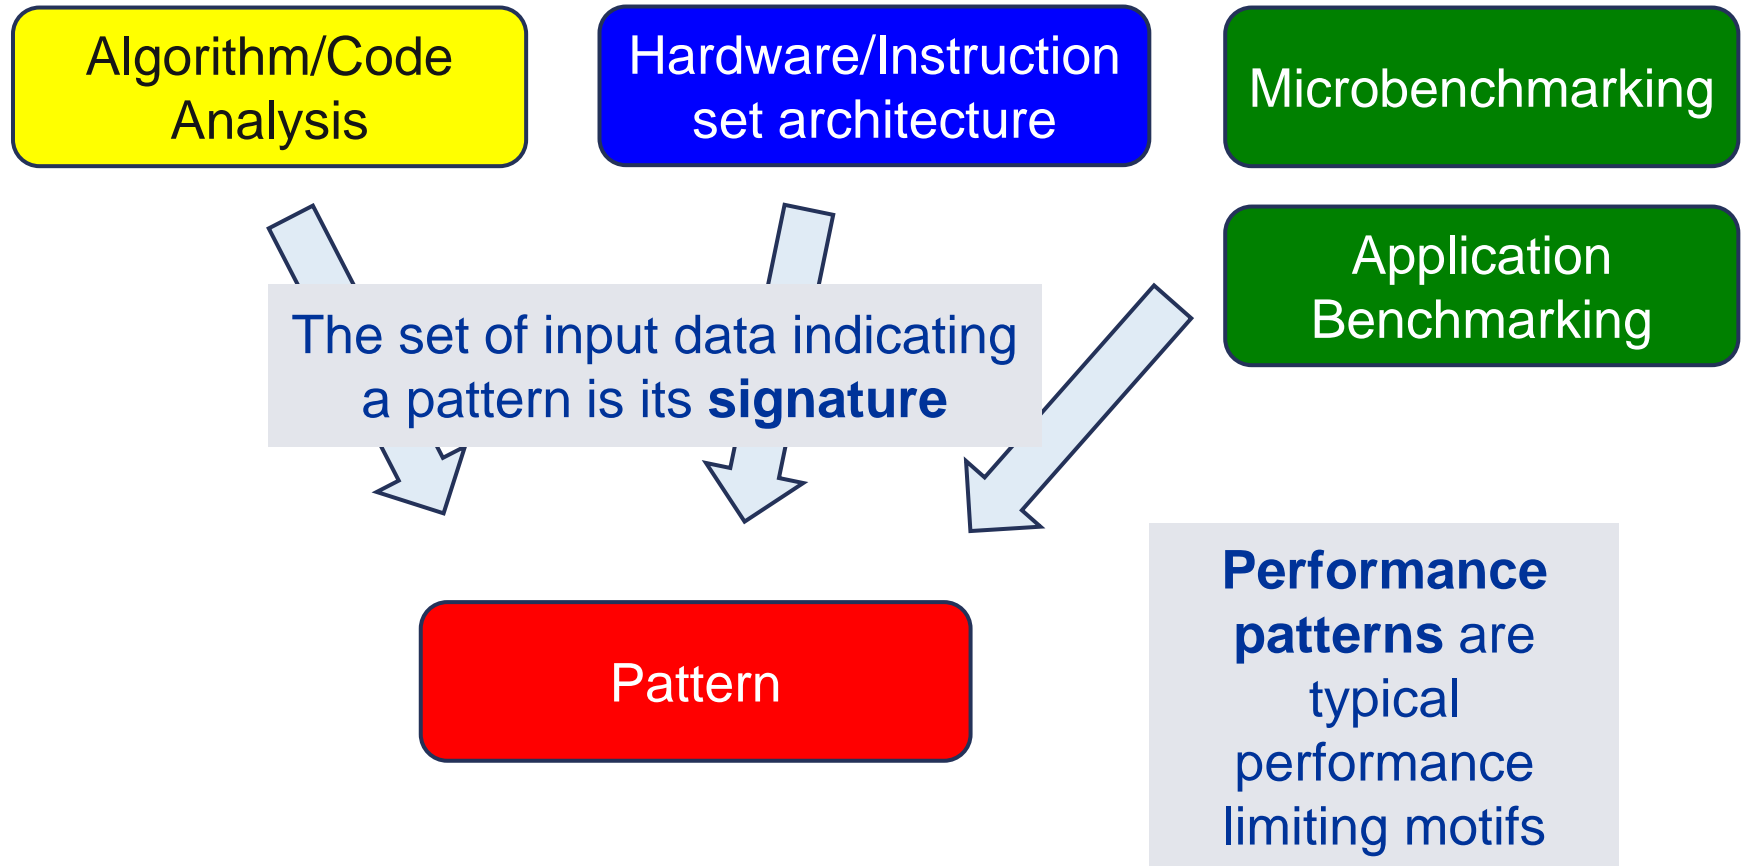 Algorithm/Code
Analysis
Hardware/Instruction
set architecture
Microbenchmarking
Application
Benchmarking
The set of input data indicating
a pattern is its signature
Pattern
Performance
patterns are
typical
performance
limiting motifs